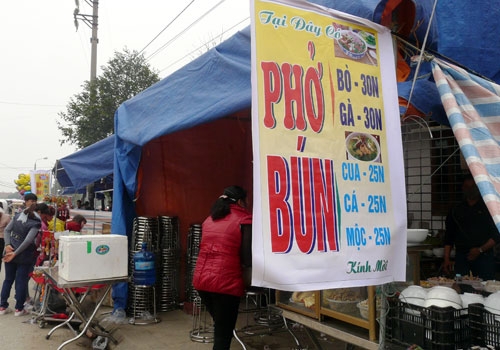 Tại Đây Có
PHỞ
BÒ - 30N
GÀ - 30N
BÚN
CUA - 25N
CÁ - 25N
MỌC - 25N
Kính Mời